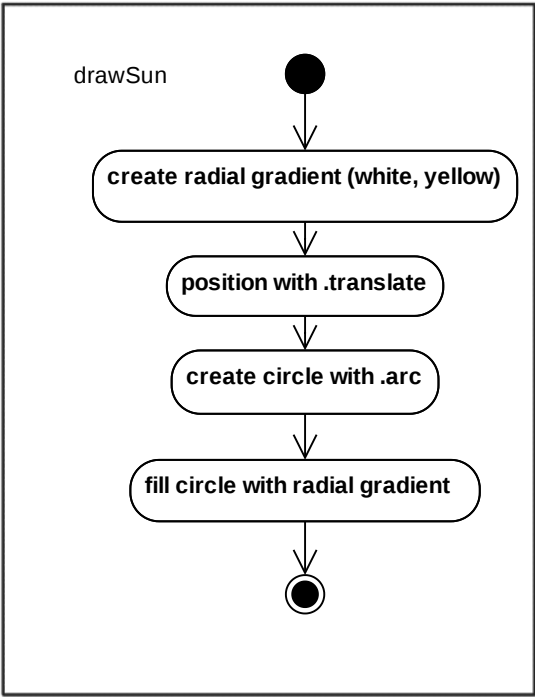 drawSun
create radial gradient (white, yellow)
position with .translate
create circle with .arc
fill circle with radial gradient